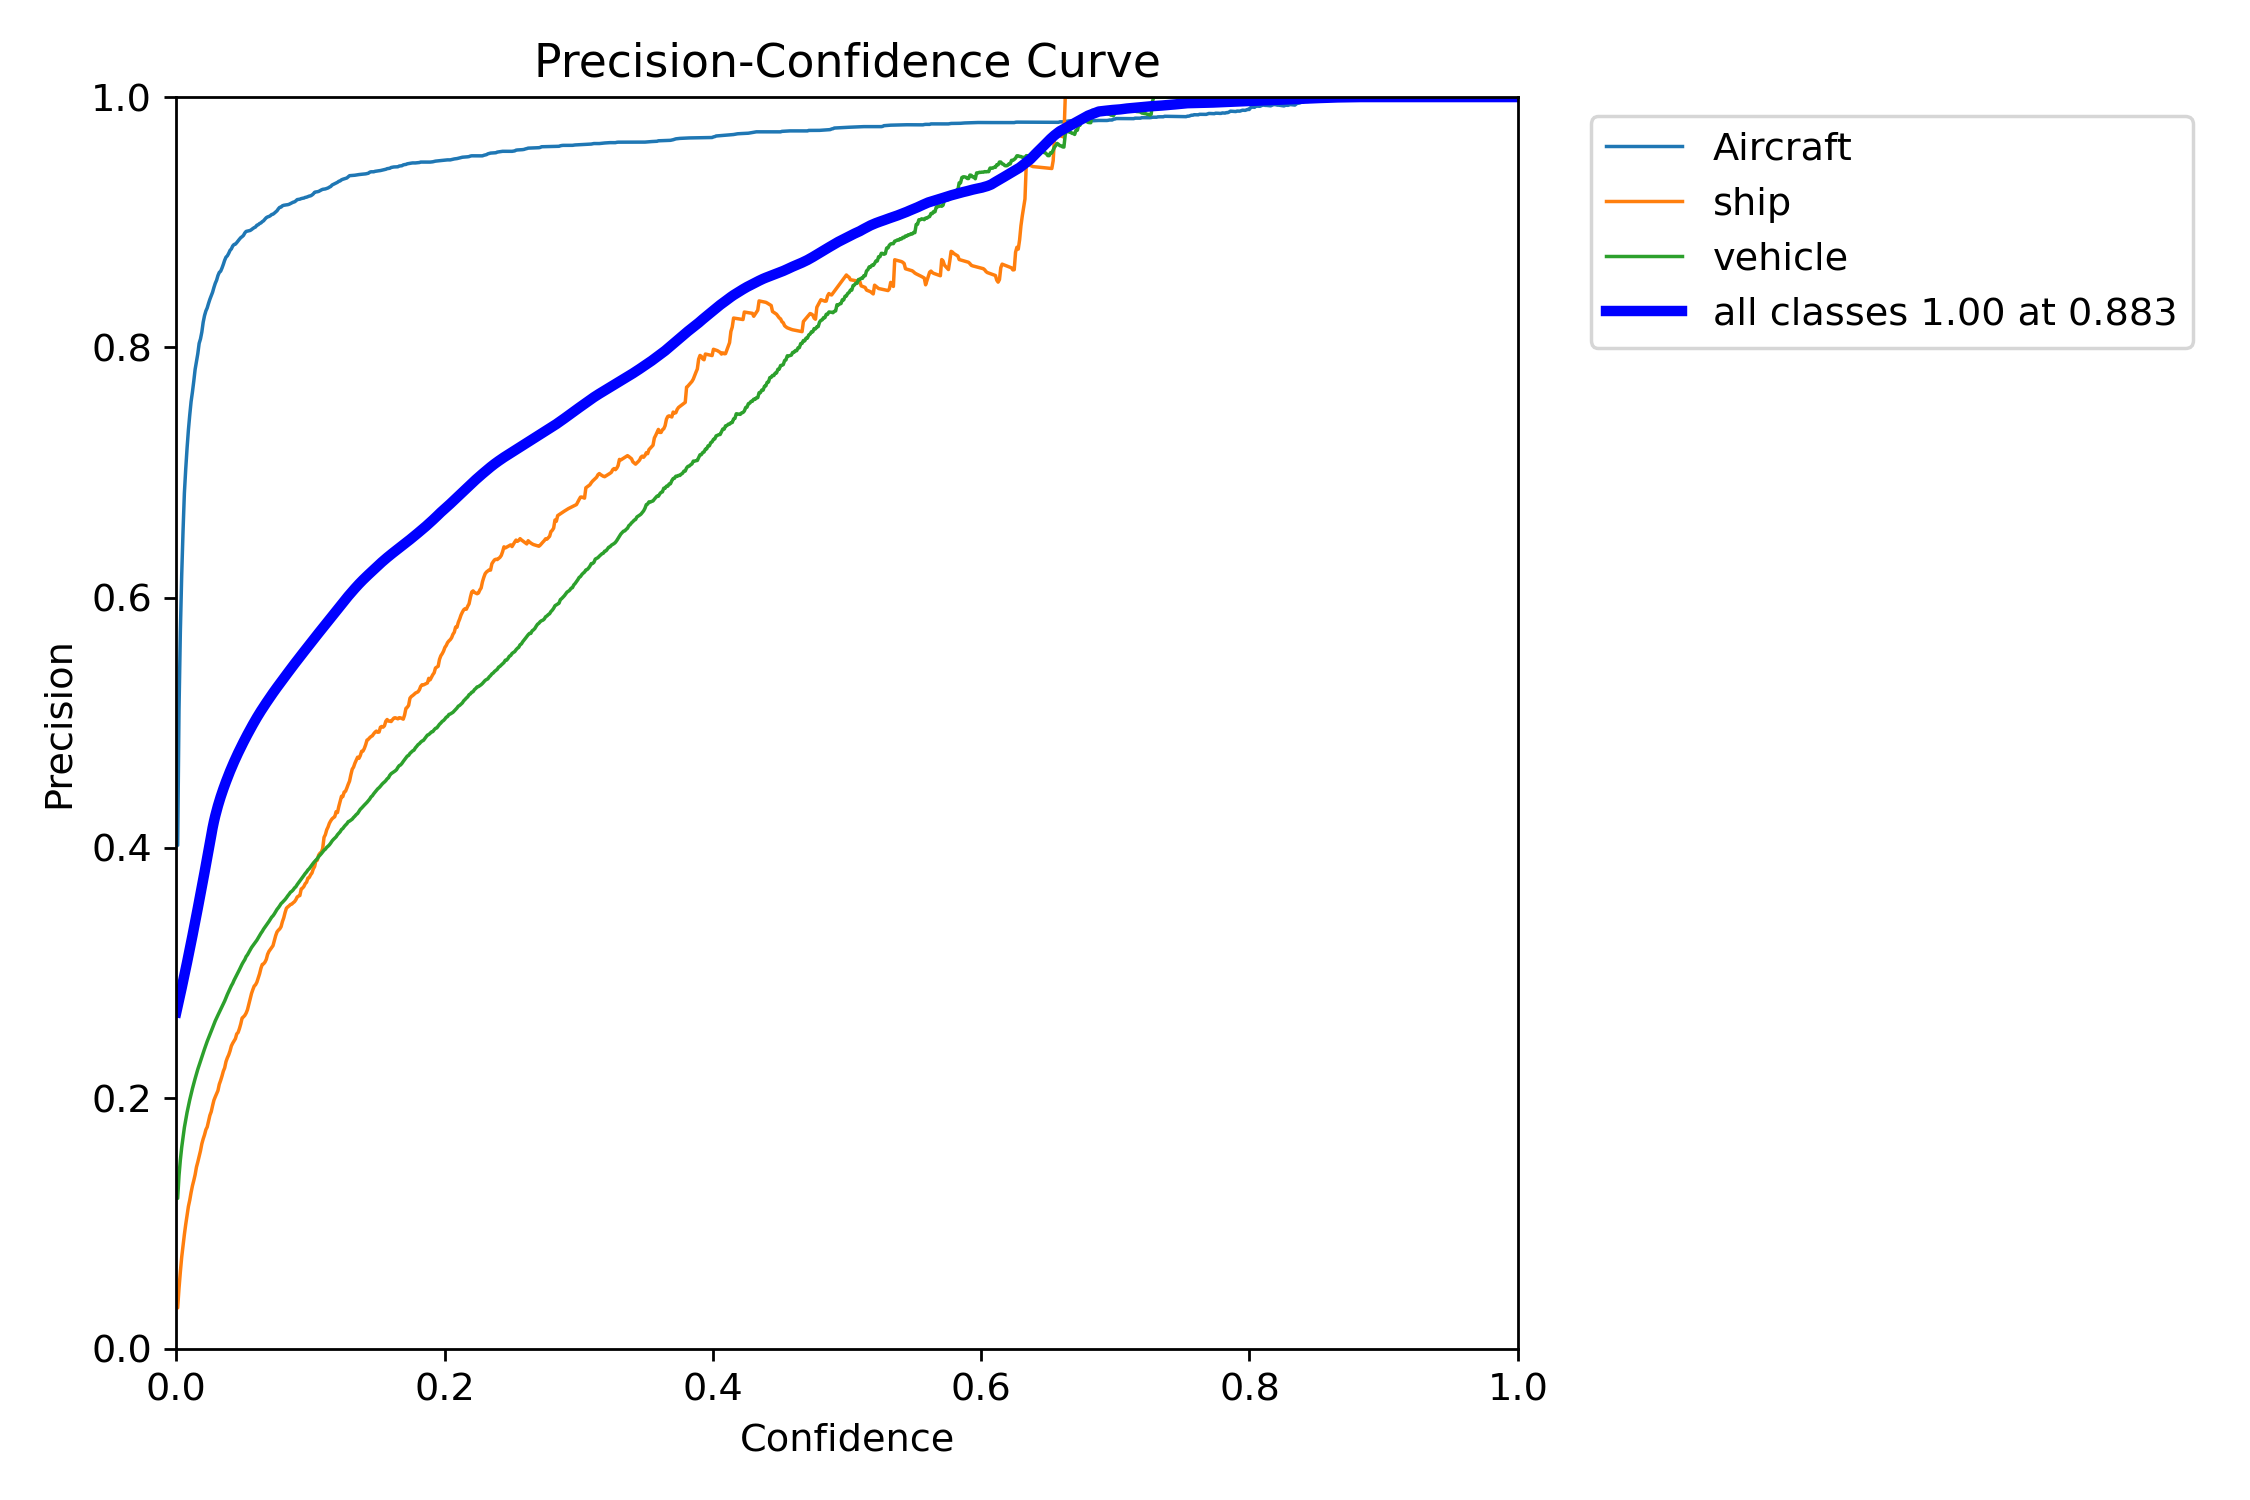 Precision-Confidence Curve
1.0
0.8
0.6
0.4
0.2
0.0
Precision
0.0 0.2 0.4 0.6 0.8 1.0
Confidence
Aircraft
ship
vehicle
all classes 1.00 at 0.883